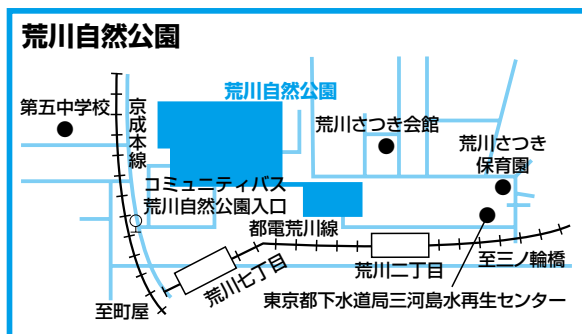 荒川自然公園
荒川自然公園
第五中学校
京成本線
荒川さつき会館
荒川さつき
保育園
コミュニティバス
荒川自然公園入口
都電荒川線
荒川七丁目
荒川二丁目
至三ノ輪橋
至町屋
東京都下水道局三河島水再生センター